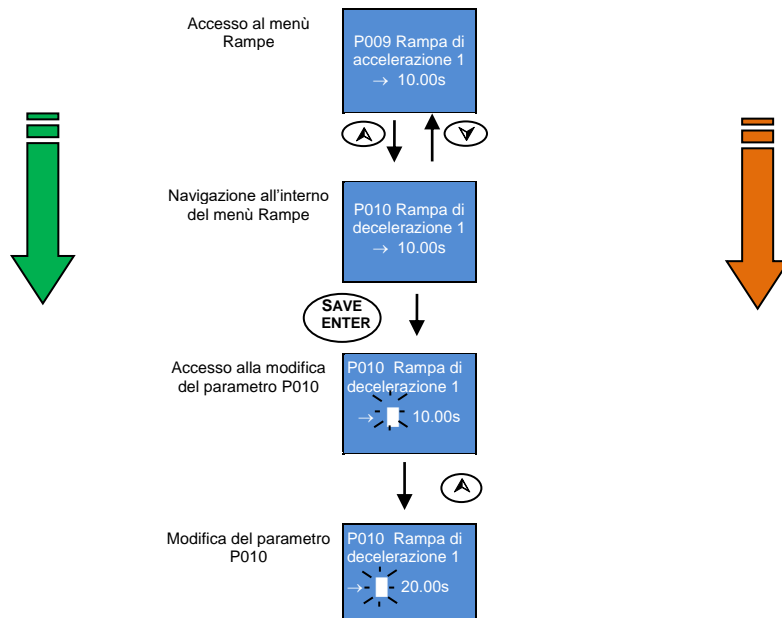 Accesso al menù
Rampe
P009 Rampa di
accelerazione 1
→ 10.00s
Navigazione all'interno
del menù Rampe
P010 Rampa di
decelerazione 1
→ 10.00s
SAVE
ENTER
Accesso alla modifica
del parametro P010
P010 Rampa di
decelerazione 1
→ 10.00s
Modifica del parametro
P010
P010 Rampa di
decelerazione 1
→ 20.00s